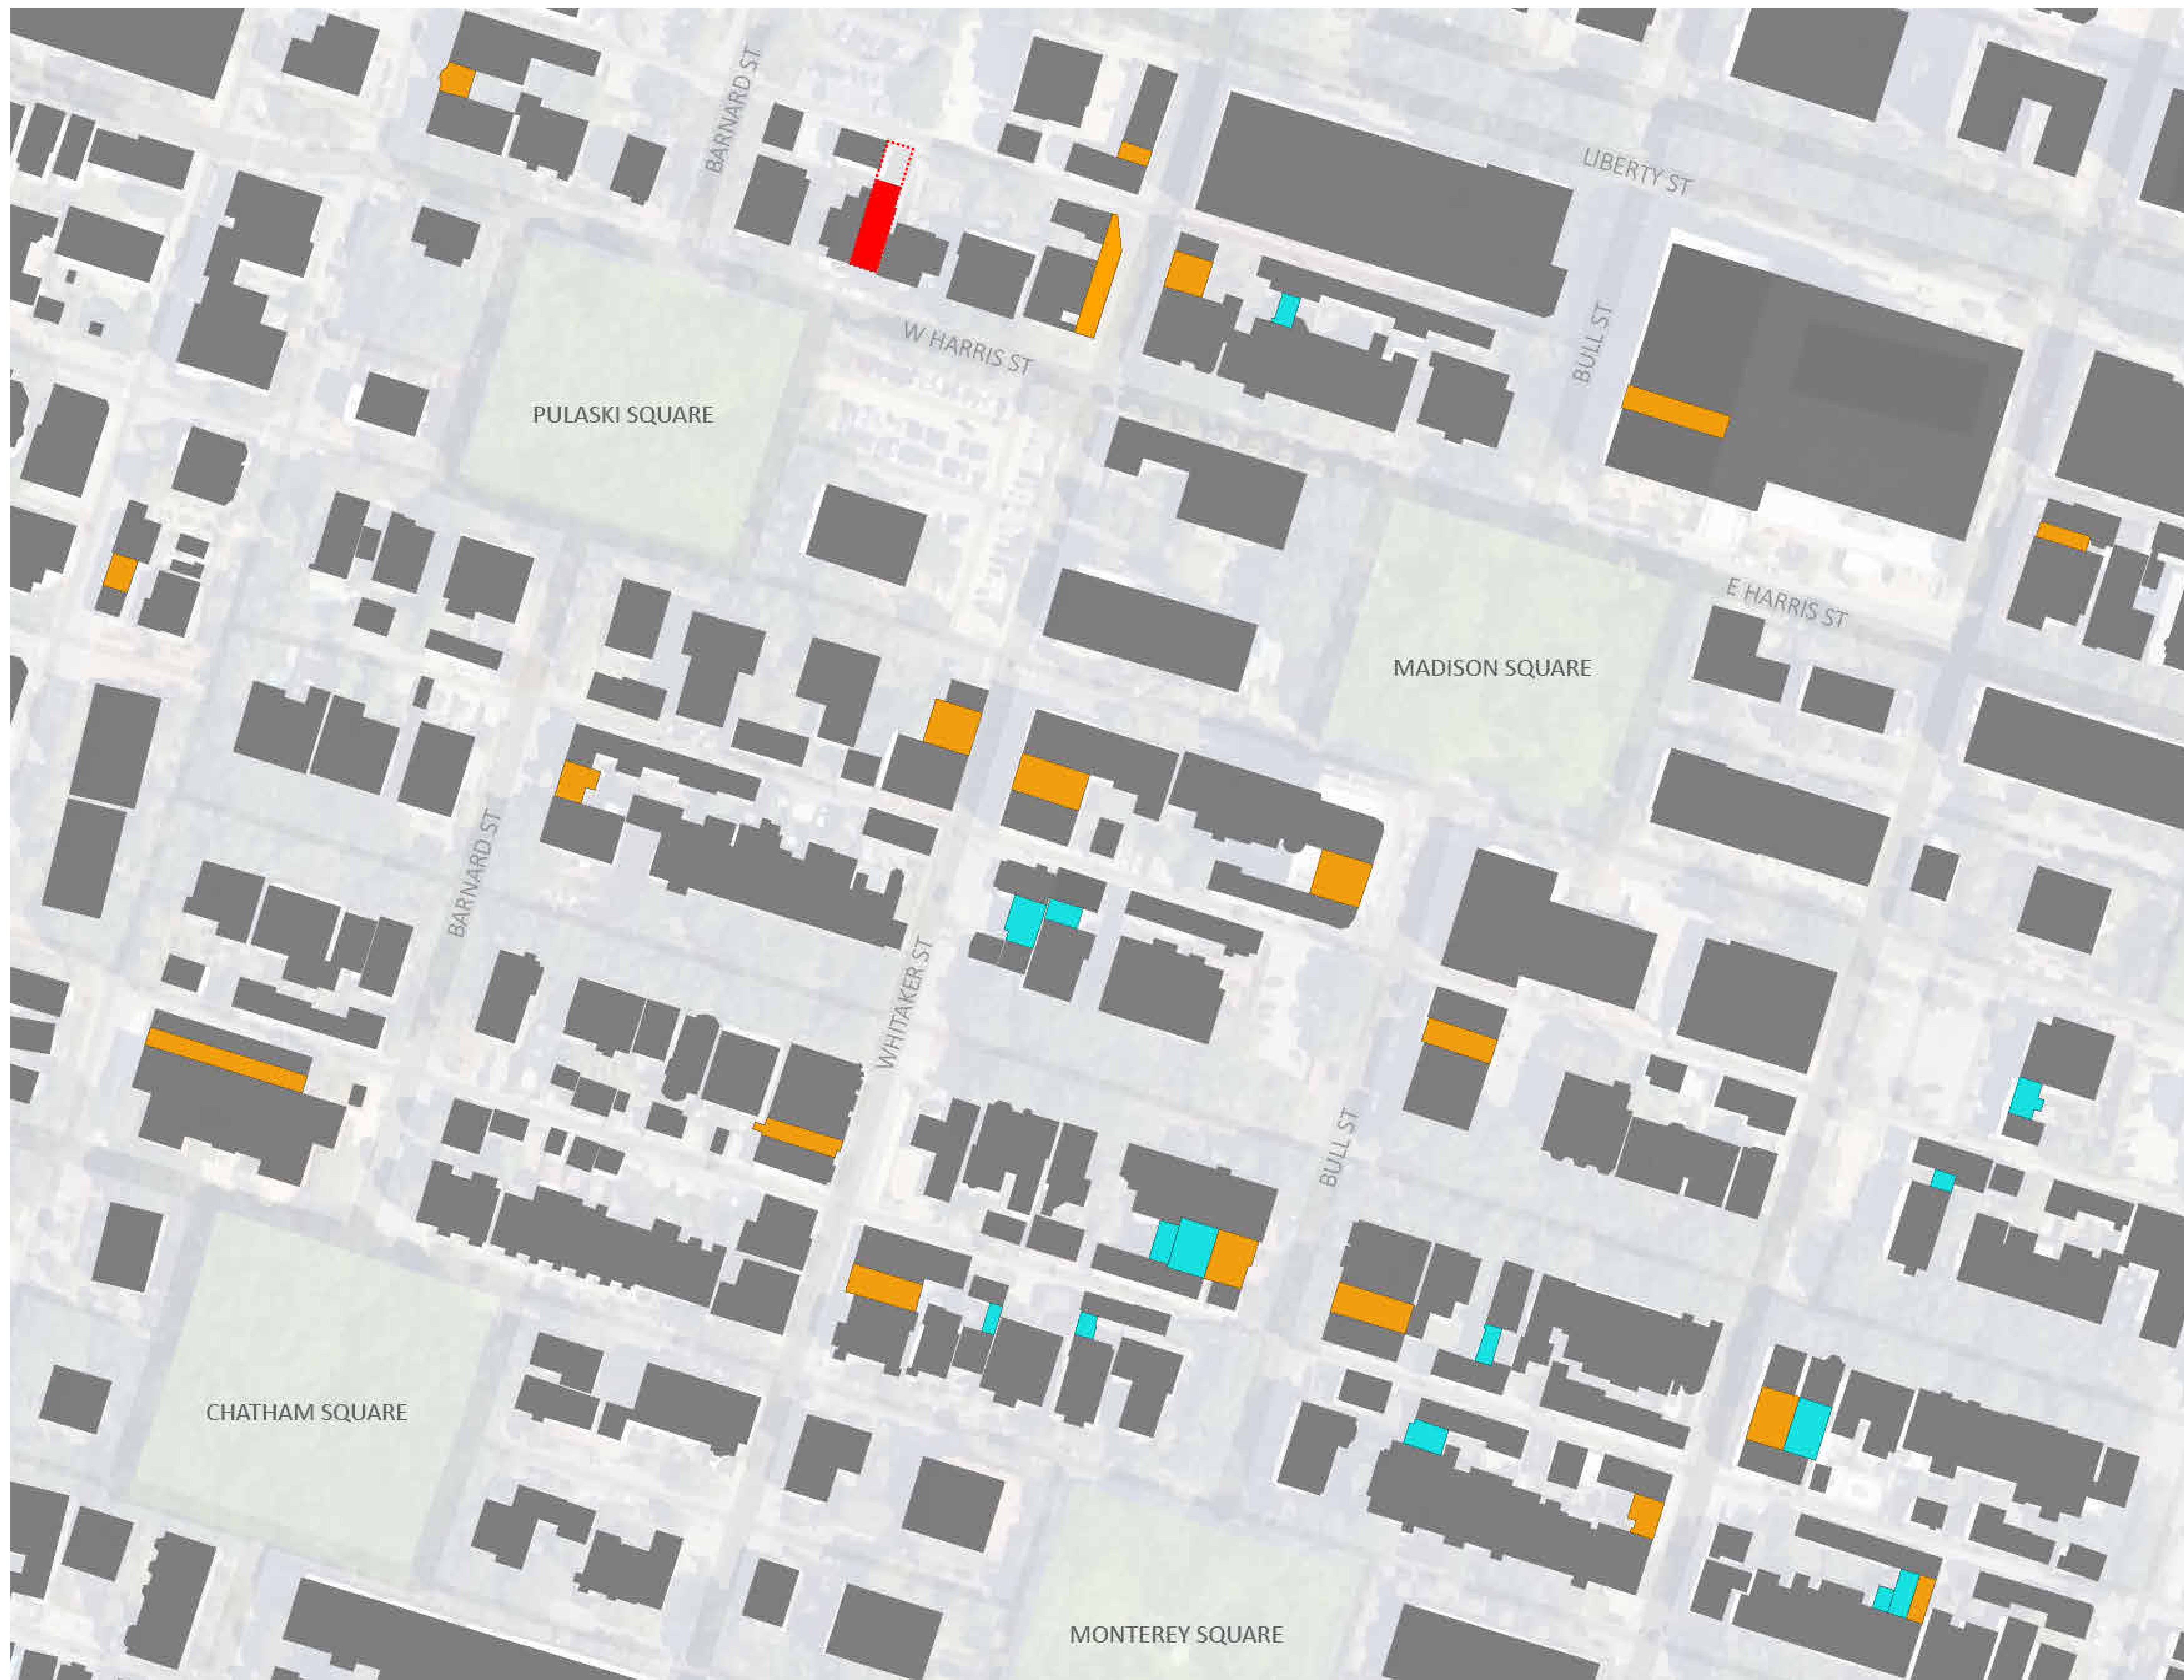 BARNARD ST
LIBERTY ST
W HARRIS ST
BULL ST
PULASKI SQUARE
E HARRIS ST
MADISON SQUARE
BARNARD ST
WHITAKER ST
BULL ST
CHATHAM SQUARE
MONTEREY SQUARE